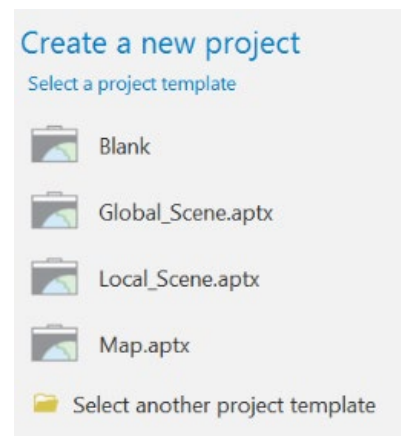 Create a new project
Select a project template
Blank
Global_Scene.aptx
Local_Scene.aptx
Map.aptx
Select another project template